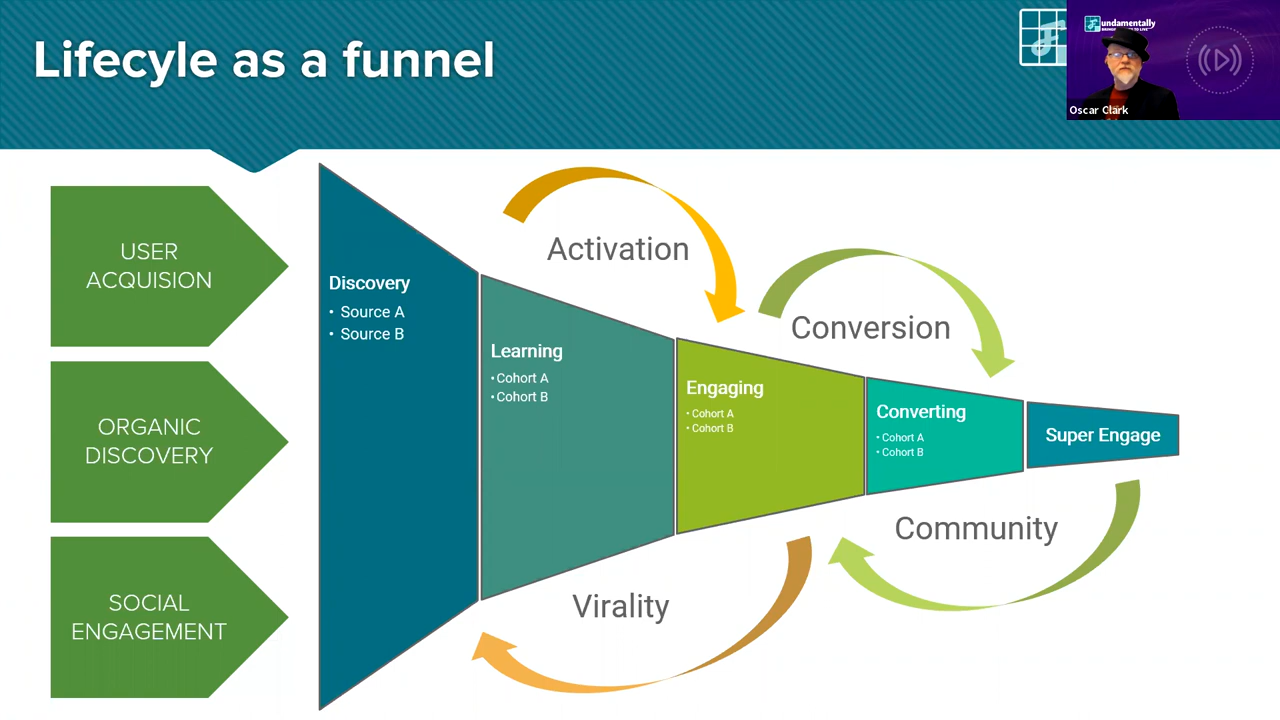 Lifecyle as a funnel
undamentally
Oscar Clark
USER
ACQUISION
ORGANIC
DISCOVERY
SOCIAL
ENGAGEMENT
Discovery
• Source A
• Source B
Learning
• Cohort A
• Cohort B
Engaging
• Cohort A
• Cohort B
Converting
• Cohort A
• Cohort B
Super Engage
Activation
Conversion
Community
Virality